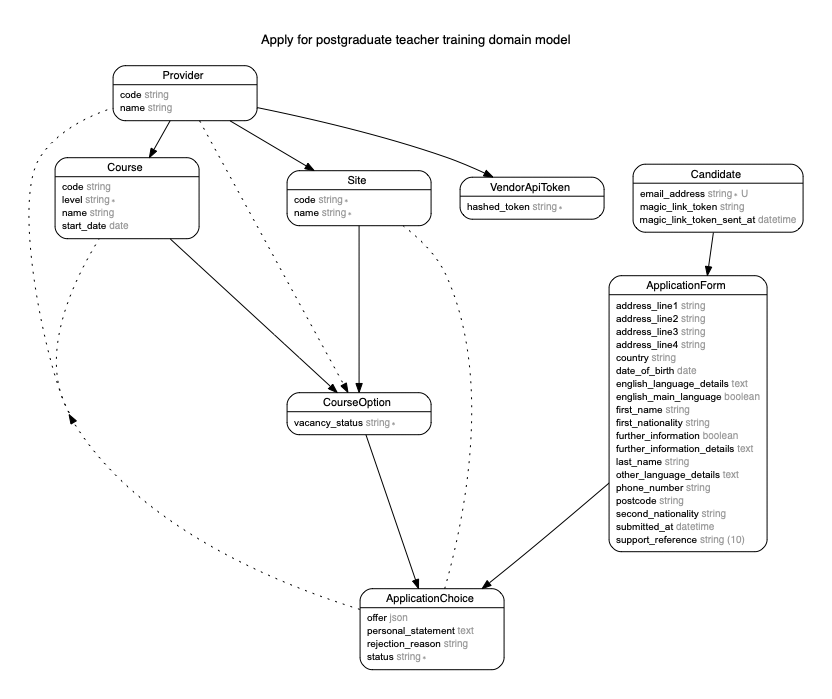 Apply for postgraduate teacher training domain model
Provider
code string
name string
Course
code string
level string *
name string
start_date date
Site
code string *
name string *
VendorApiToken
hashed_token string *
Candidate
email_address string * U
magic_link_token string
magic_link_token_sent_at datetime
ApplicationForm
address_line1 string
address_line2 string
address_line3 string
address_line4 string
country string
date_of_birth date
english_language_details text
english_main_language boolean
first_name string
first_nationality string
further_information boolean
further_information_details text
last_name string
other_language_details text
phone_number string
postcode string
second_nationality string
submitted_at datetime
support_reference string (10)
CourseOption
vacancy_status string *
ApplicationChoice
offer json
personal_statement text
rejection_reason string
status string *